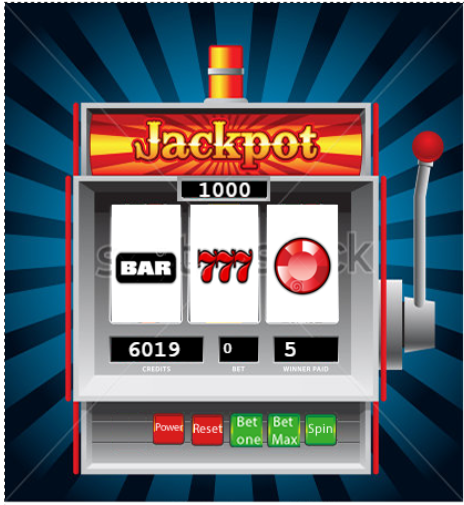 Jackpot
1000
BAR
777
6019
0
5
CREDITS
BET
WINNER PAID
Power
Reset
Bet one
Bet Max
Spin